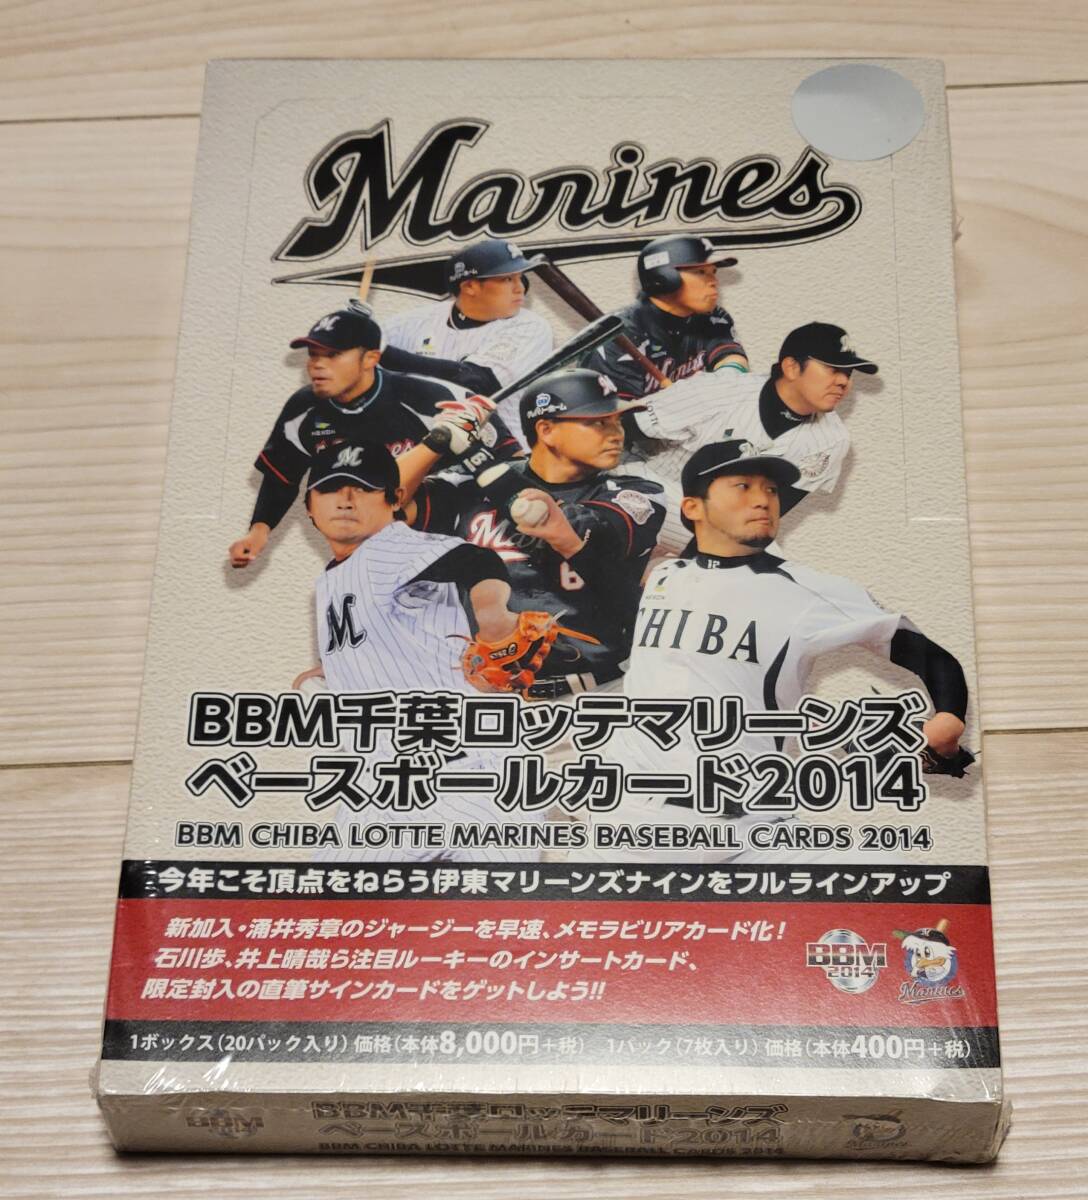 Marines
CHIBA
6
BBM千葉ロッテマリーンズ
ベースボールカード2014
BBM CHIBA LOTTE MARINES BASEBALL CARDS 2014
今年こそ頂点をねらう伊東マリーンズナインをフルラインアップ
新加入・涌井秀章のジャージーを早速、メモラビリアカード化!
石川歩、井上晴哉ら注目ルーキーのインサートカード、
限定封入の直筆サインカードをゲットしよう!!
BBM
2014
Marines
1ボックス(20パック入り) 価格(本体8,000円+税) 1パック(7枚入り) 価格(本体400円+税)
BBM千葉ロッテマリーンズ
ベースボールカード2014
BBM CHIBA LOTTE MARINES BASEBALL CARDS 2014
BBM